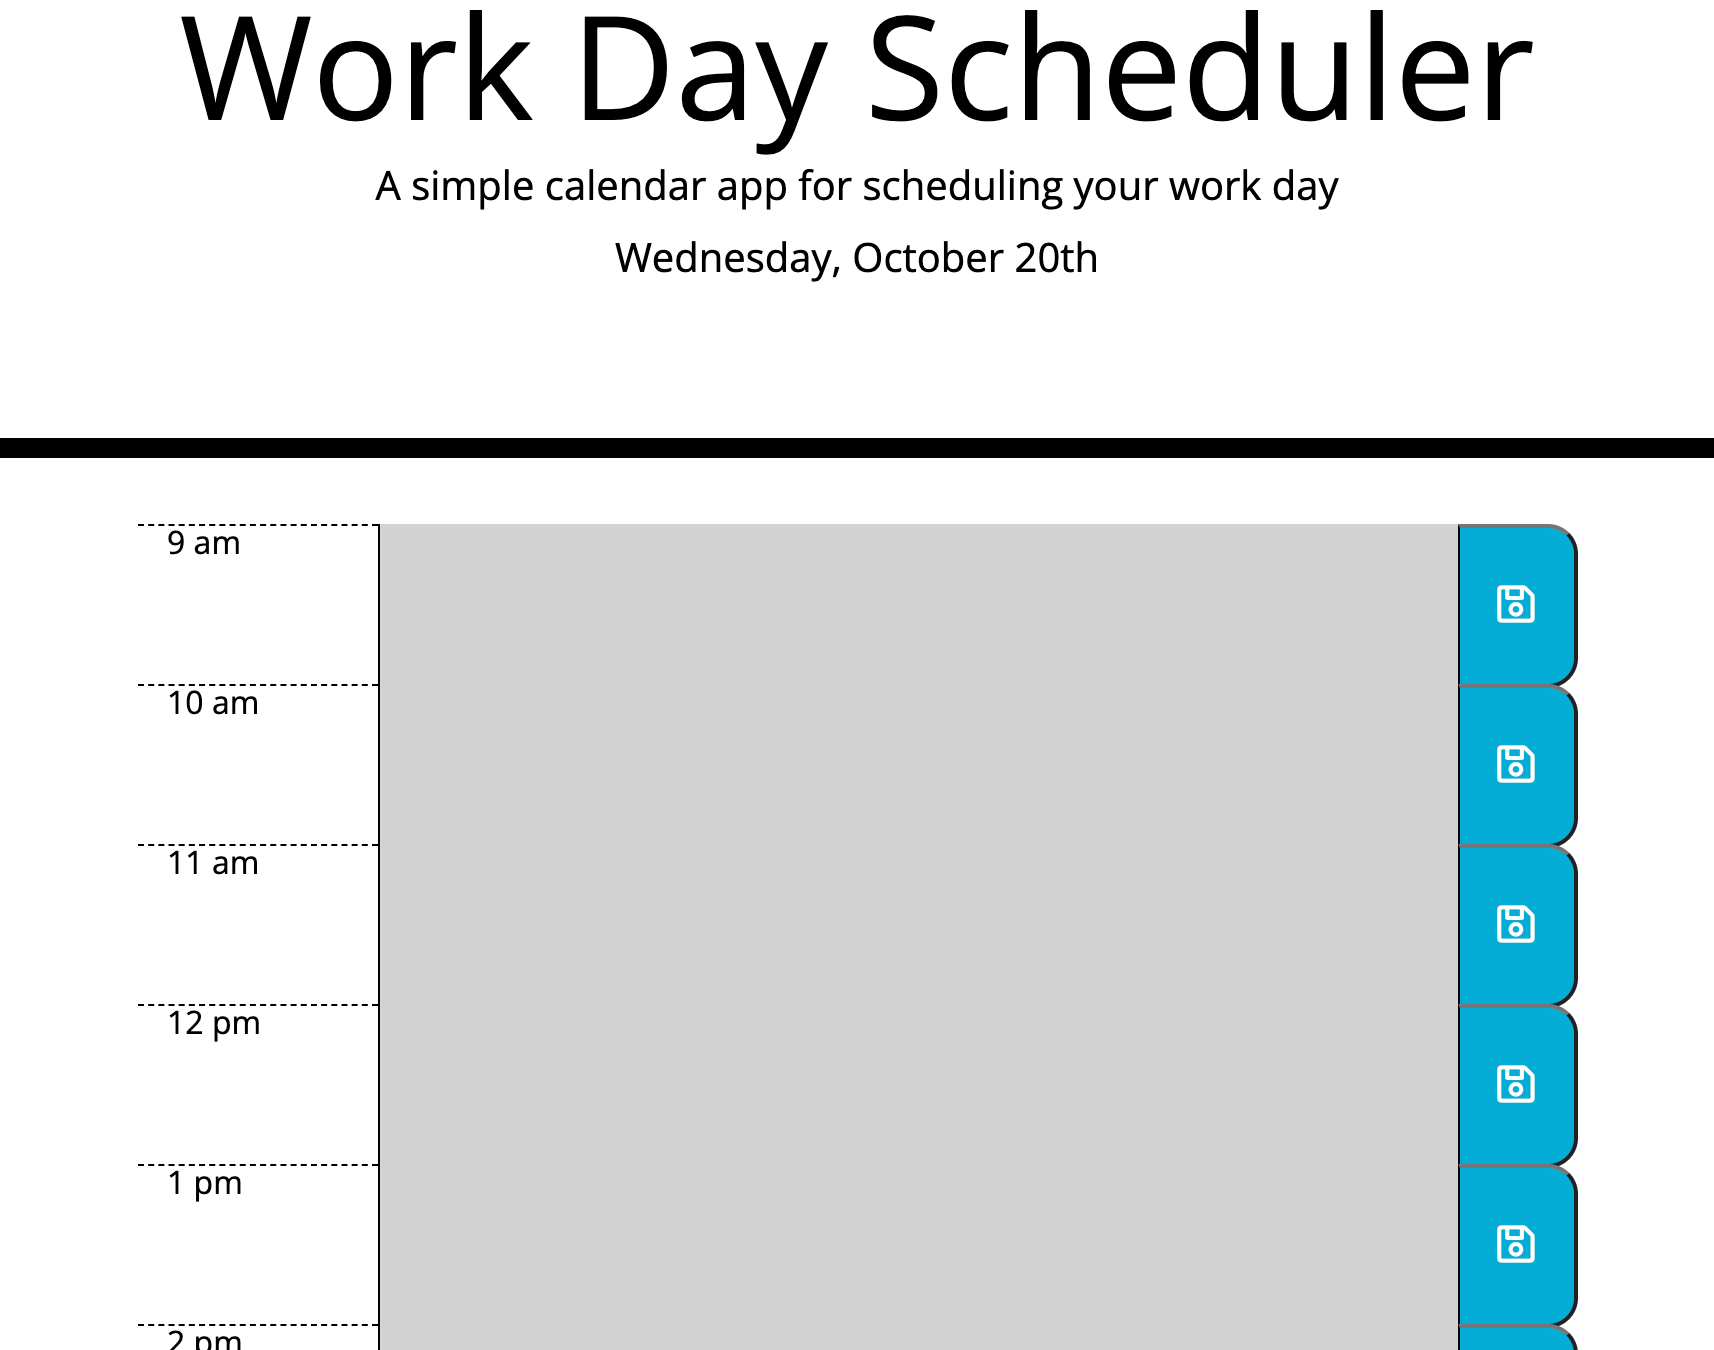 Work Day Scheduler
A simple calendar app for scheduling your work day
Wednesday, October 20th
9 am
10 am
11 am
12 pm
1 pm
2 pm